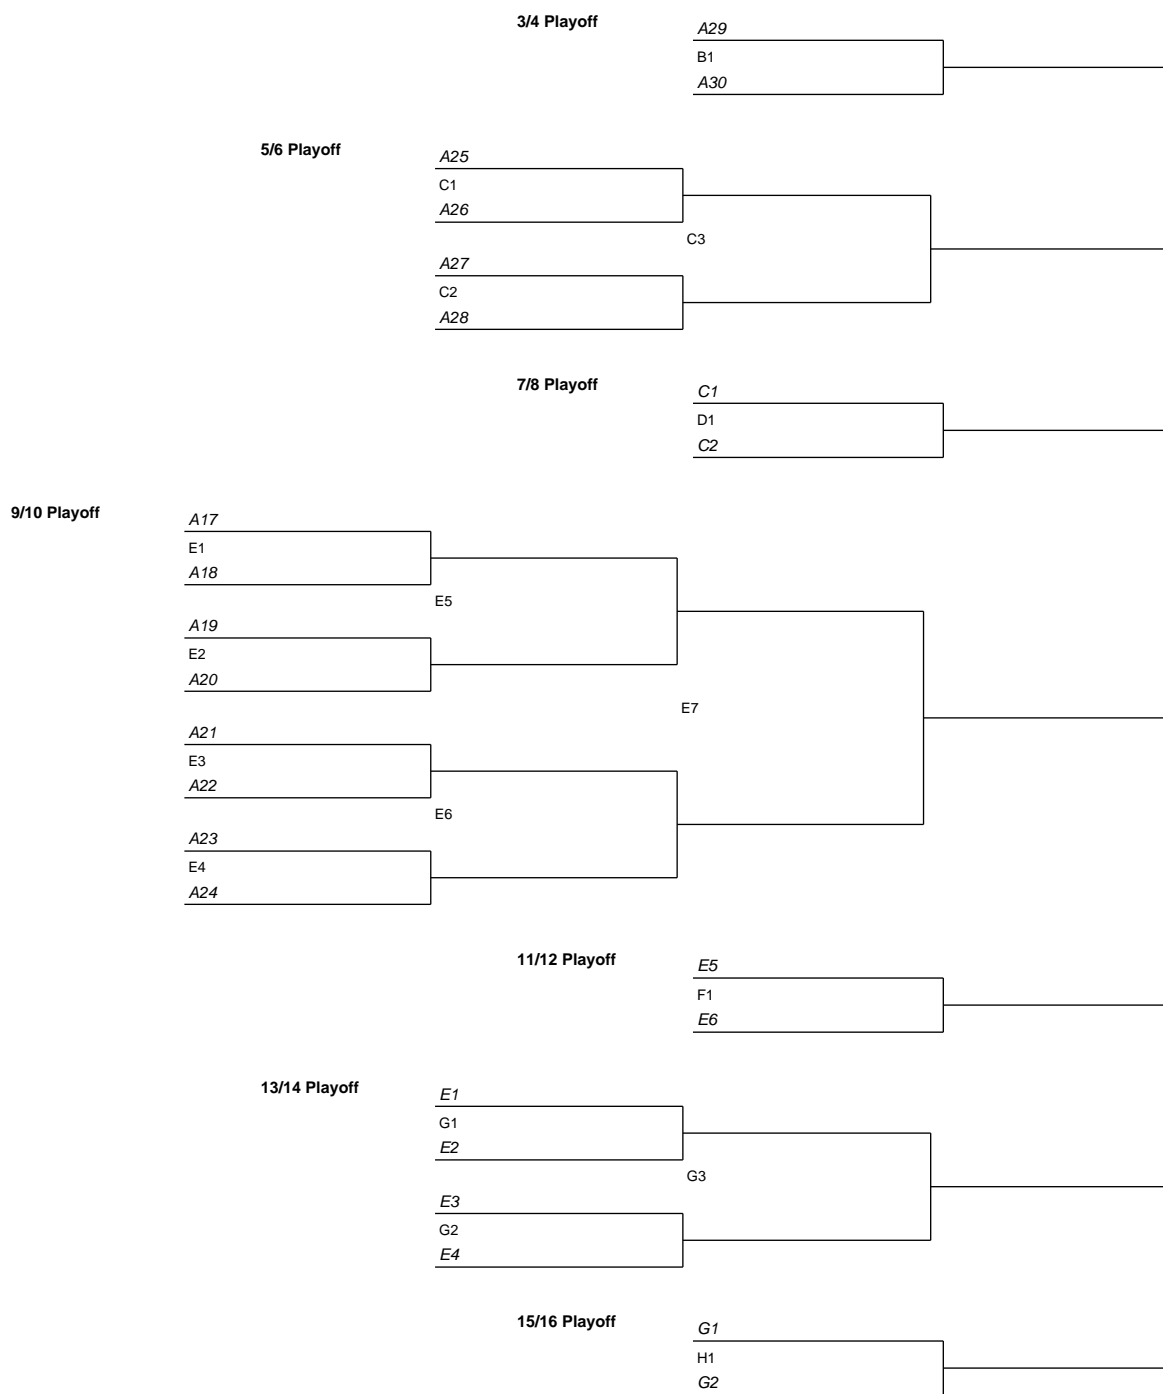 3/4 Playoff
A29
B1
A30
5/6 Playoff
A25
C1
A26
C3
A27
C2
A28
7/8 Playoff
C1
D1
C2
9/10 Playoff
A17
E1
A18
E5
A19
E2
A20
E7
A21
E3
A22
E6
A23
E4
A24
11/12 Playoff
E5
F1
E6
13/14 Playoff
E1
G1
E2
G3
E3
G2
E4
15/16 Playoff
G1
H1
G2